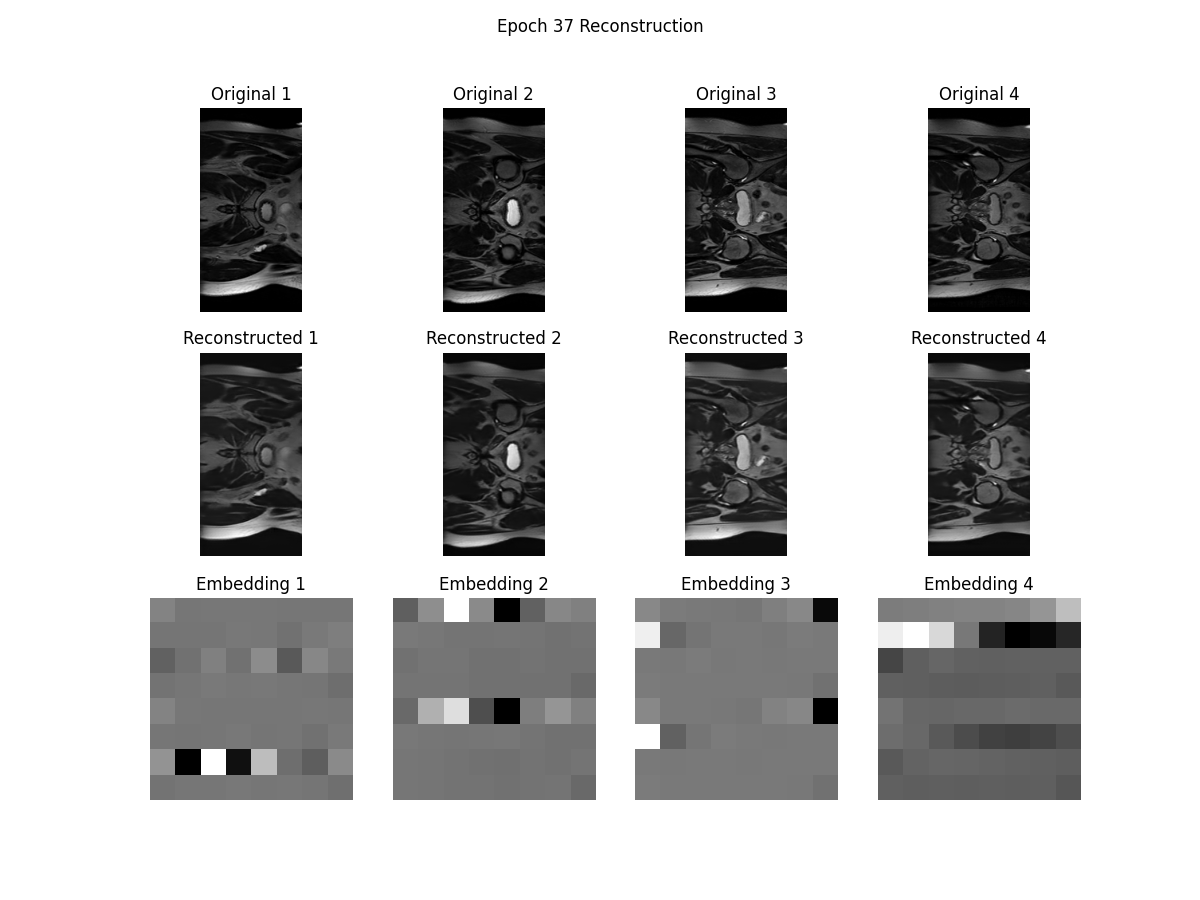 Epoch 37 Reconstruction
Original 1
Original 2
Original 3
Original 4
Reconstructed 1
Reconstructed 2
Reconstructed 3
Reconstructed 4
Embedding 1
Embedding 2
Embedding 3
Embedding 4